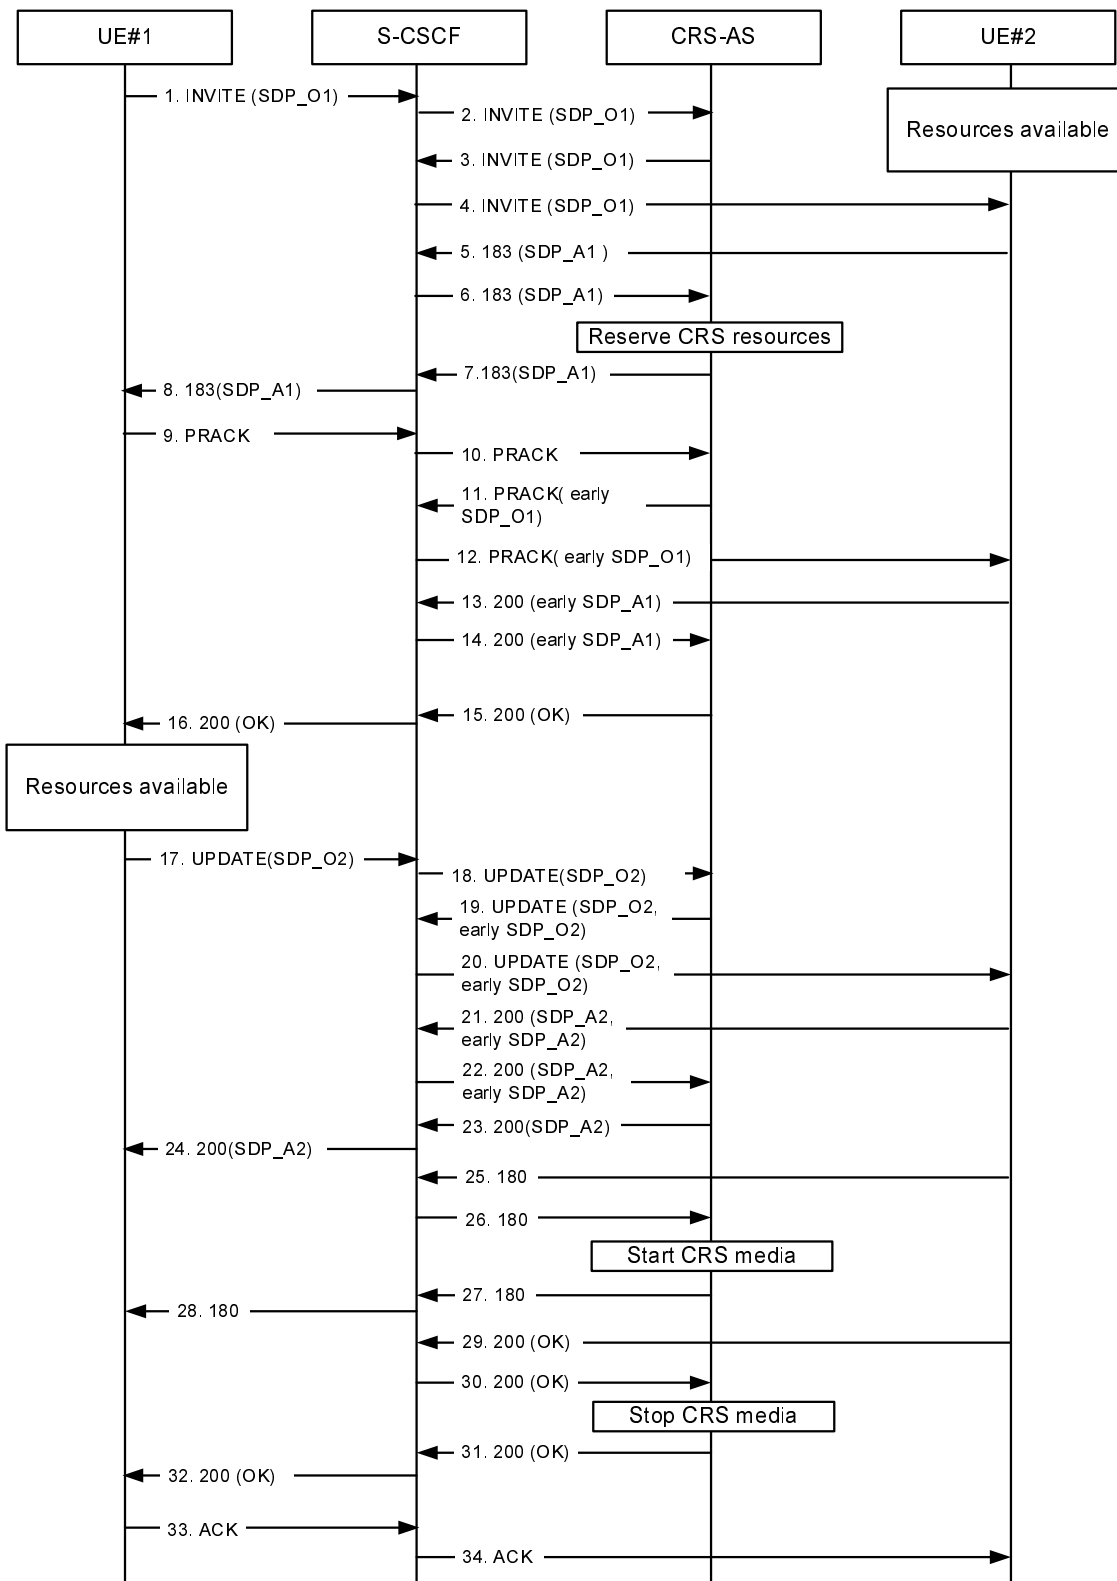 UE#1
S-CSCF
CRS-AS
UE#2
1. INVITE (SDP_O1)
2. INVITE (SDP_O1)
Resources available
3. INVITE (SDP_O1)
4. INVITE (SDP_O1)
5. 183 (SDP_A1 )
6. 183 (SDP_A1)
Reserve CRS resources
7.183(SDP_A1)
8. 183(SDP_A1)
9. PRACK
10. PRACK
11. PRACK( early
SDP_O1)
12. PRACK( early SDP_O1)
13. 200 (early SDP_A1)
14. 200 (early SDP_A1)
15. 200 (OK)
16. 200 (OK)
Resources available
17. UPDATE(SDP_O2)
18. UPDATE(SDP_O2)
19. UPDATE (SDP_O2,
early SDP_O2)
20. UPDATE (SDP_O2,
early SDP_O2)
21. 200 (SDP_A2,
early SDP_A2)
22. 200 (SDP_A2,
early SDP_A2)
23. 200(SDP_A2)
24. 200(SDP_A2)
25. 180
26. 180
Start CRS media
27. 180
28. 180
29. 200 (OK)
30. 200 (OK)
Stop CRS media
31. 200 (OK)
32. 200 (OK)
33. ACK
34. ACK